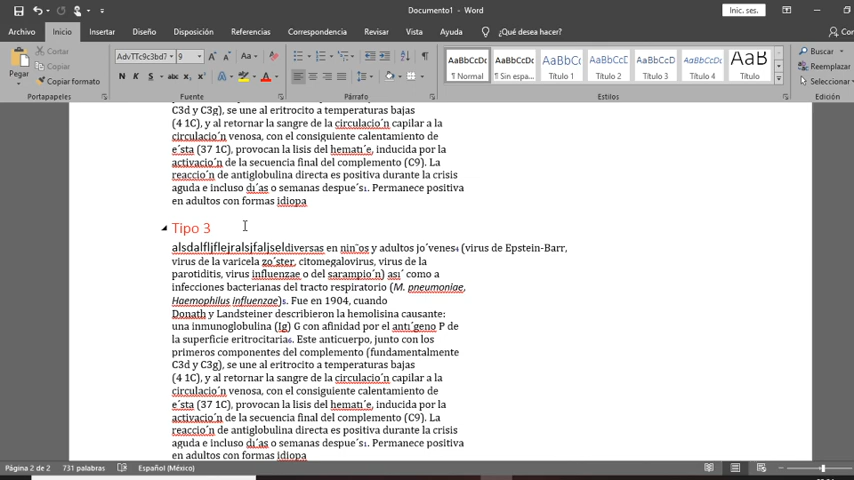 Documento1 - Word
Inic. ses.
Archivo Inicio Insertar Diseño Disposición Referencias Correspondencia Revisar Vista ¿Qué desea hacer?
Pegar
Cortar
Copiar
Copiar formato
Portapapeles
AdvTTc9c3bd7 9
N K S abc x₂ x²
Fuente
Párrafo
AaBbCcDc AaBbCcDc AaBbC AaBbCcC AaBbCcD AaBbCcD AaB
¶ Normal ¶ Sin espa... Título 1 Título 2 Título 3 Título 4 Título
Estilos
Buscar
Reemplazar
Seleccionar
Edición
C3d y C3g), se une al eritrocito a temperaturas bajas
(4 1C), y al retornar la sangre de la circulacio´n capilar a la
circulacio´n venosa, con el consiguiente calentamiento de
e´sta (37 1C), provocan la lisis del hematı´e, inducida por la
activacio´n de la secuencia final del complemento (C9). La
reaccio´n de antiglobulina directa es positiva durante la crisis
aguda e incluso dı´as o semanas despue´s1. Permanece positiva
en adultos con formas idiopa
Tipo 3
alsdalfljflejralsjfaljseldiversas en nin˜os y adultos jo´venes4 (virus de Epstein-Barr,
virus de la varicela zo´ster, citomegalovirus, virus de la
parotiditis, virus influenzae o del sarampio´n) ası´ como a
infecciones bacterianas del tracto respiratorio (M. pneumoniae,
Haemophilus influenzae)5. Fue en 1904, cuando
Donath y Landsteiner describieron la hemolisina causante:
una inmunoglobulina (Ig) G con afinidad por el antı´geno P de
la superficie eritrocitaria6. Este anticuerpo, junto con los
primeros componentes del complemento (fundamentalmente
C3d y C3g), se une al eritrocito a temperaturas bajas
(4 1C), y al retornar la sangre de la circulacio´n capilar a la
circulacio´n venosa, con el consiguiente calentamiento de
e´sta (37 1C), provocan la lisis del hematı´e, inducida por la
activacio´n de la secuencia final del complemento (C9). La
reaccio´n de antiglobulina directa es positiva durante la crisis
aguda e incluso dı´as o semanas despue´s1. Permanece positiva
en adultos con formas idiopa
Página 2 de 2 731 palabras Español (México)